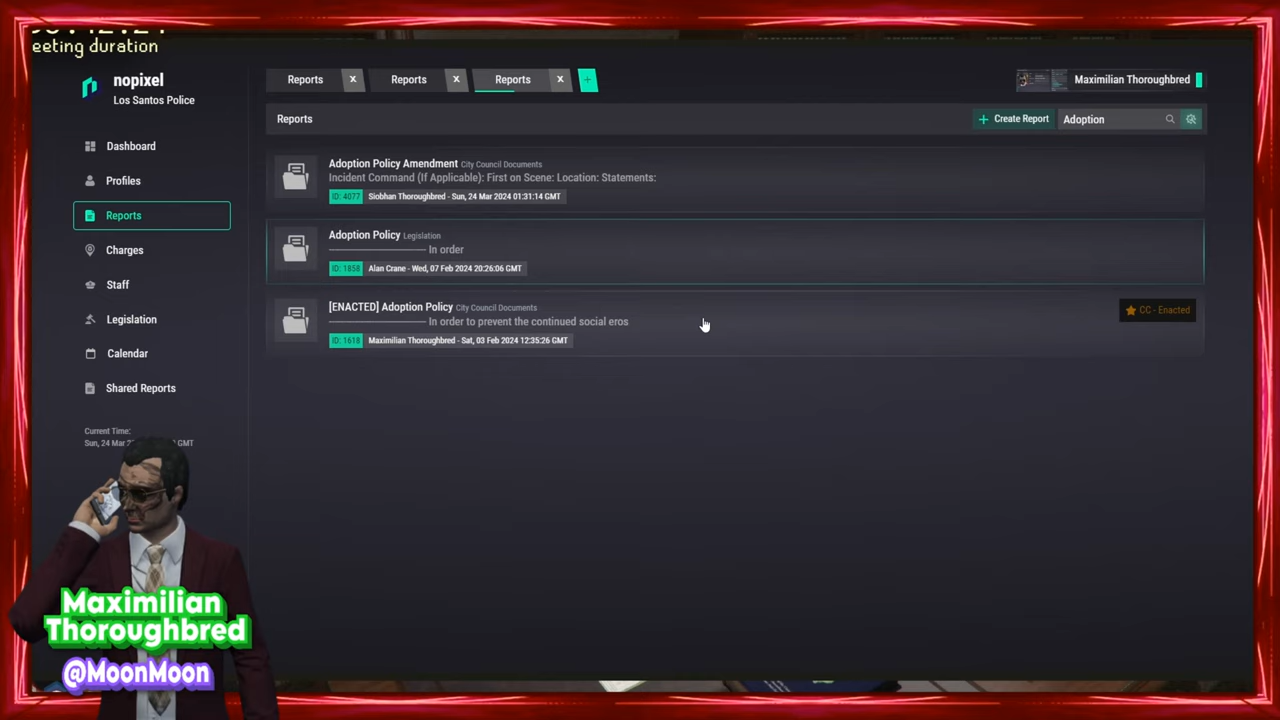 eeting duration
nopixel
Los Santos Police
Reports x Reports x Reports x +
Maximilian Thoroughbred
Reports
+ Create Report
Adoption
Dashboard
Profiles
Reports
Charges
Staff
Legislation
Calendar
Shared Reports
Current Time:
Sun, 24 Mar GMT
Adoption Policy Amendment City Council Documents
Incident Command (If Applicable): First on Scene: Location: Statements:
ID: 4077 Siobhan Thoroughbred - Sun, 24 Mar 2024 01:31:14 GMT
Adoption Policy Legislation
———————— In order
ID: 1858 Alan Crane - Wed, 07 Feb 2024 20:26:06 GMT
[ENACTED] Adoption Policy City Council Documents
———————— In order to prevent the continued social eros
ID: 1618 Maximilian Thoroughbred - Sat, 03 Feb 2024 12:35:26 GMT
CC - Enacted
Maximilian
Thoroughbred
@MoonMoon